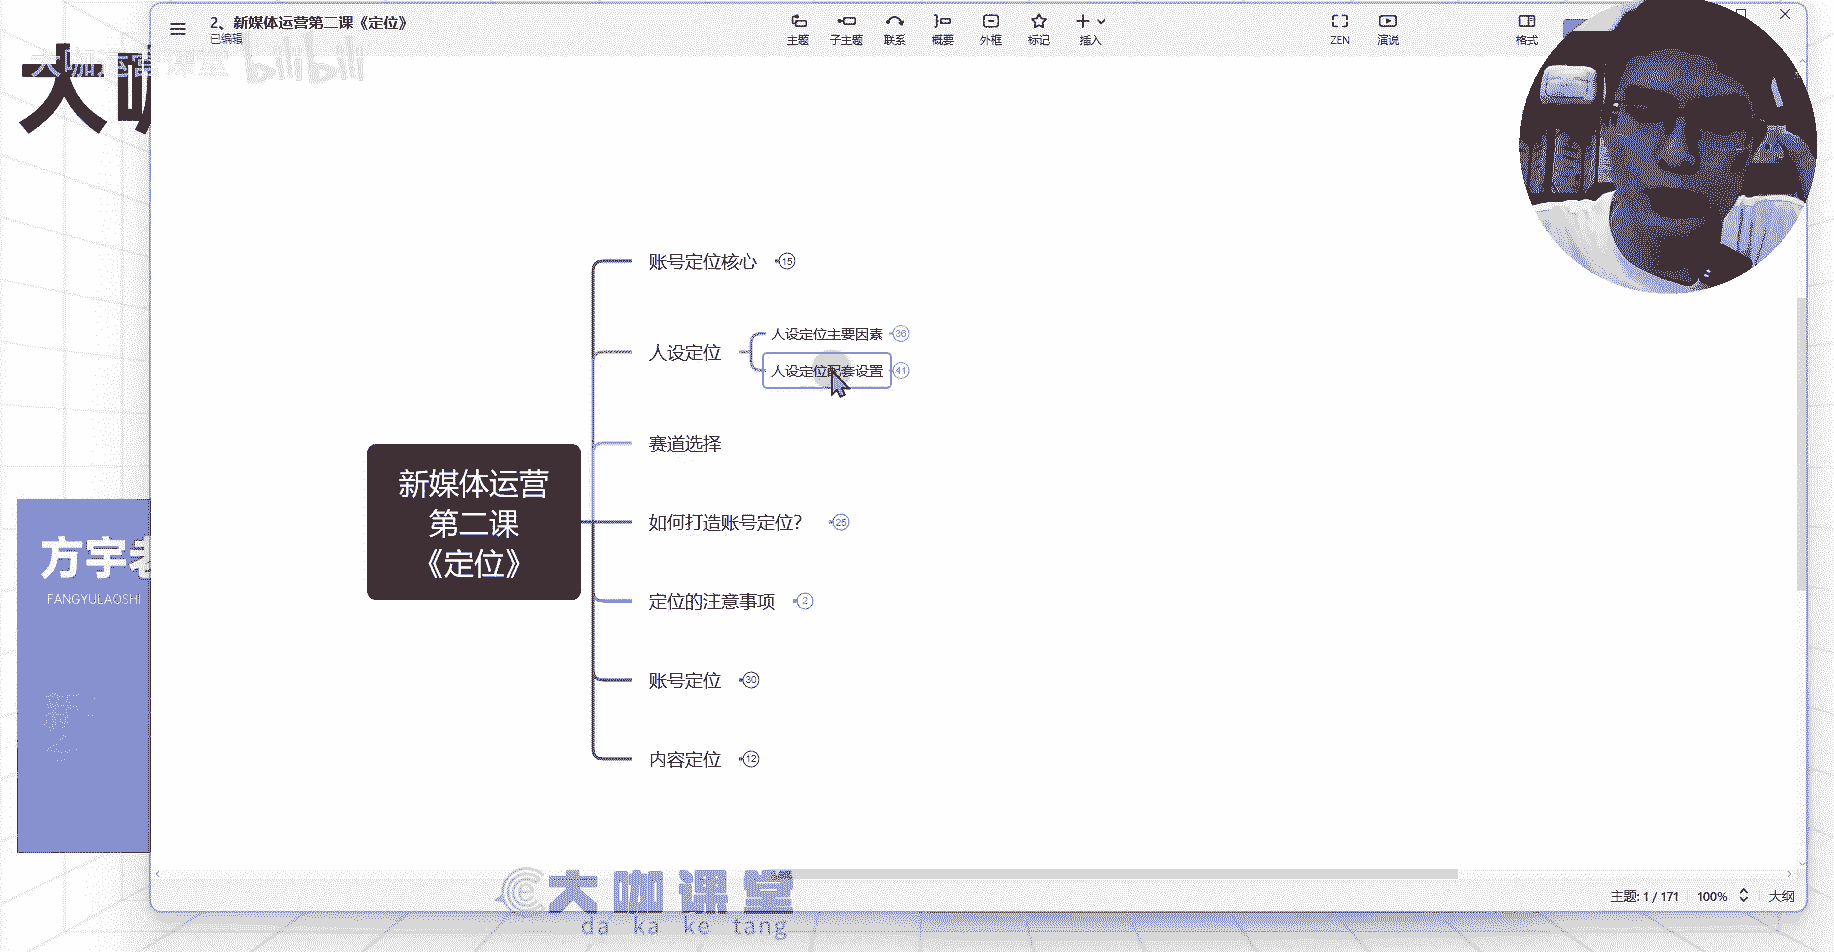 2、新媒体运营第二课《定位》
已编辑
主题
子主题
联系
概要
外框
标记
插入
ZEN
演说
格式
大咖运营课堂 bilibili
大咖
账号定位核心 15
人设定位主要因素 36
人设定位
人设定位配套设置 41
赛道选择
新媒体运营
第二课
《定位》
如何打造账号定位？ 25
定位的注意事项 2
账号定位 30
内容定位 12
方宇老
FANGYULAOSHI
主题: 1 / 171
100%
大纲
大咖课堂
da ka ke tang